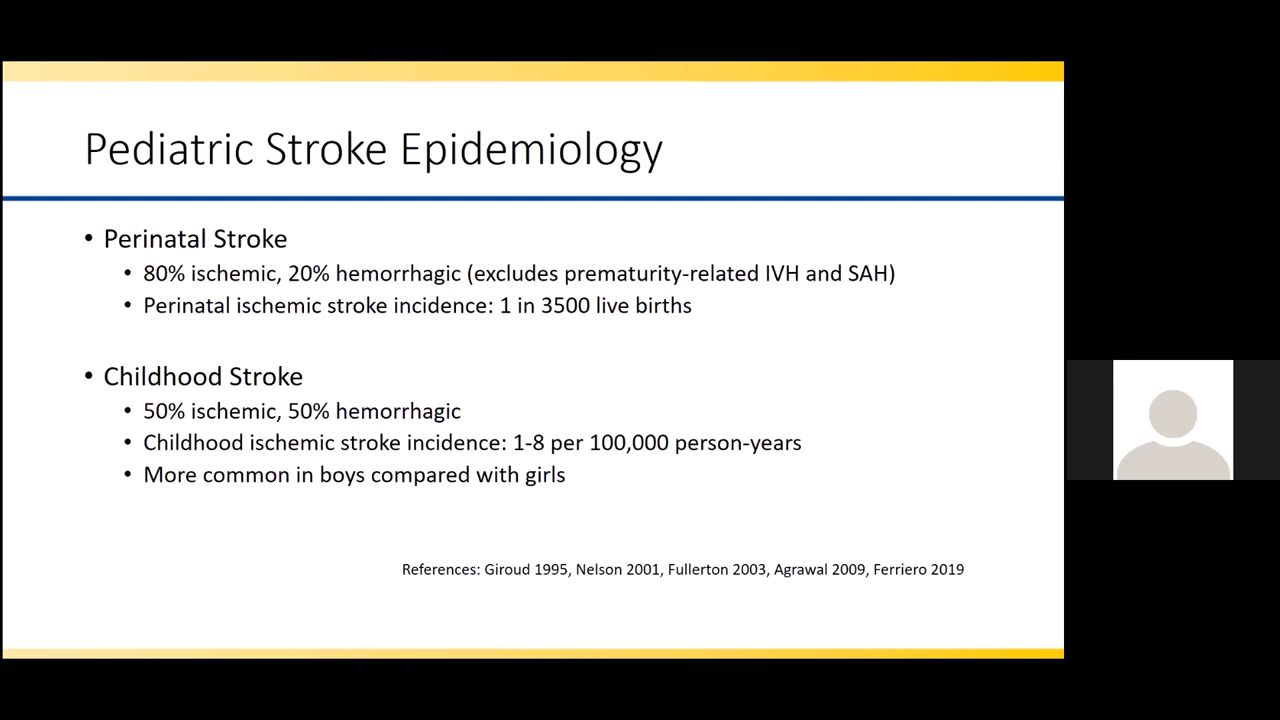 Pediatric Stroke Epidemiology
• Perinatal Stroke
• 80% ischemic, 20% hemorrhagic (excludes prematurity-related IVH and SAH)
• Perinatal ischemic stroke incidence: 1 in 3500 live births
• Childhood Stroke
• 50% ischemic, 50% hemorrhagic
• Childhood ischemic stroke incidence: 1-8 per 100,000 person-years
• More common in boys compared with girls
References: Giroud 1995, Nelson 2001, Fullerton 2003, Agrawal 2009, Ferriero 2019